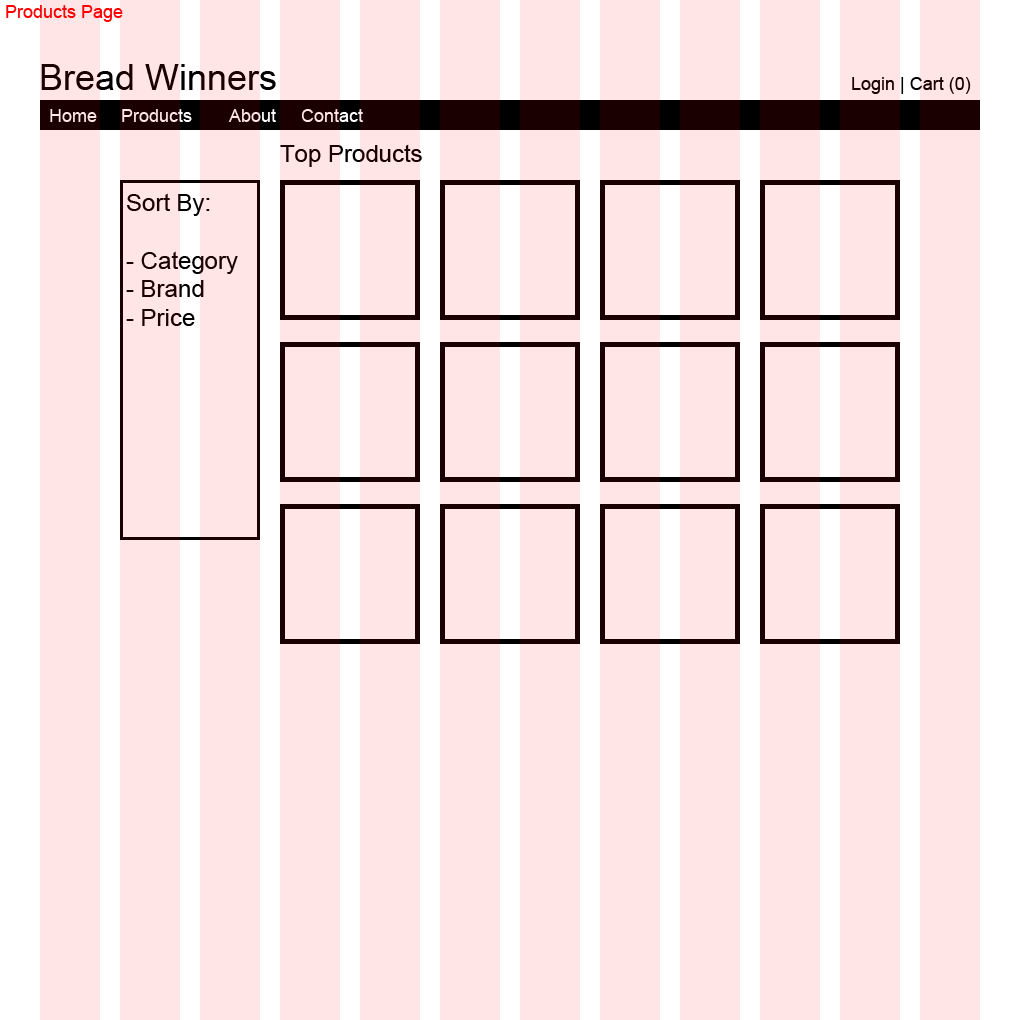 Products Page
Bread Winners
Login | Cart (0)
Home Products About Contact
Top Products
Sort By:
- Category
- Brand
- Price